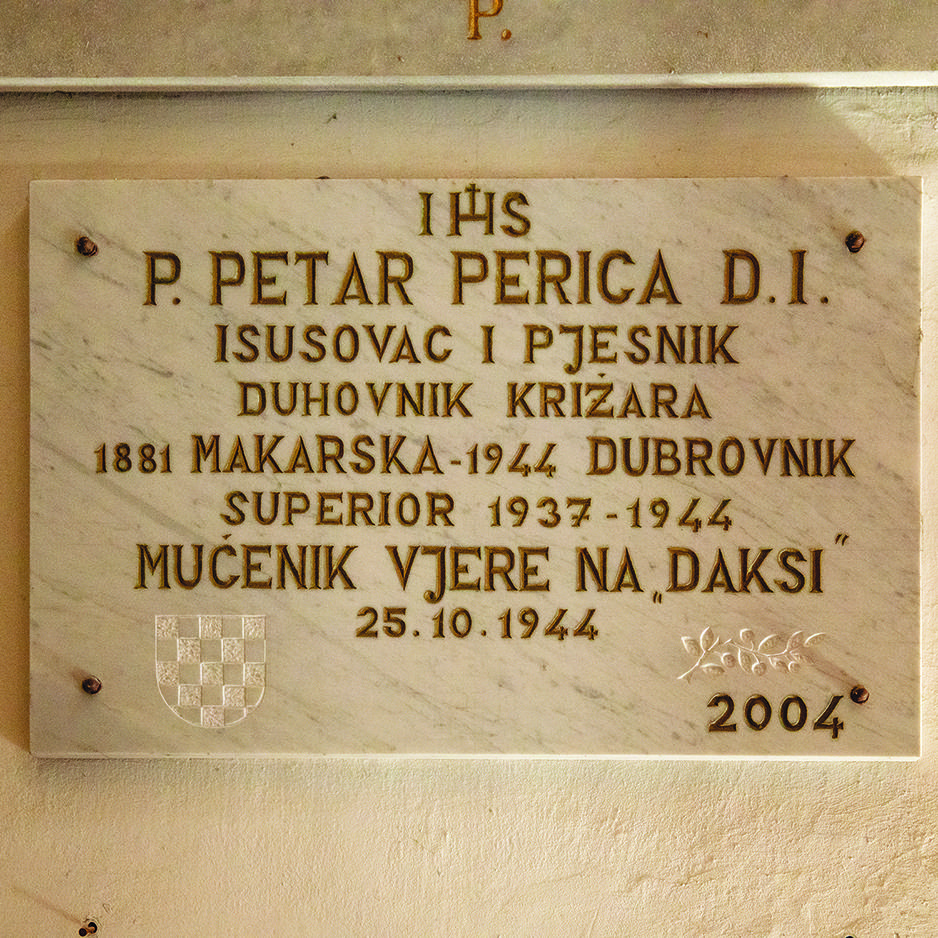 P.
IHS
P. PETAR PERICA D.I.
ISUSOVAC I PJESNIK
DUHOVNIK KRIŽARA
1881 MAKARSKA - 1944 DUBROVNIK
SUPERIOR 1937 - 1944
MUČENIK VJERE NA „DAKSI”
25.10.1944
2004